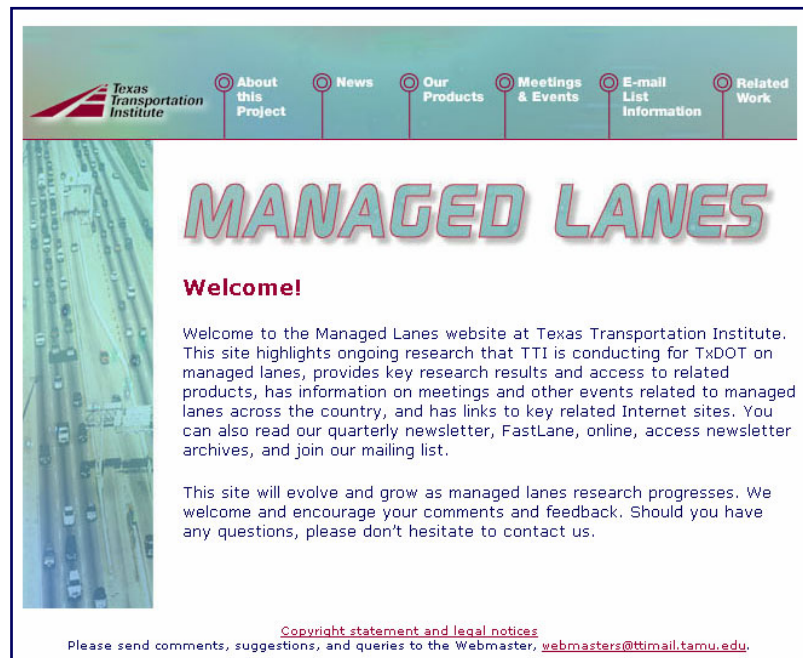 Texas
Transportation
Institute
About
this
Project
News
Our
Products
Meetings
& Events
E-mail
List
Information
Related
Work
MANAGED LANES
Welcome!
Welcome to the Managed Lanes website at Texas Transportation Institute.
This site highlights ongoing research that TTI is conducting for TxDOT on
managed lanes, provides key research results and access to related
products, has information on meetings and other events related to managed
lanes across the country, and has links to key related Internet sites. You
can also read our quarterly newsletter, FastLane, online, access newsletter
archives, and join our mailing list.
This site will evolve and grow as managed lanes research progresses. We
welcome and encourage your comments and feedback. Should you have
any questions, please don't hesitate to contact us.
Copyright statement and legal notices
Please send comments, suggestions, and queries to the Webmaster, webmasters@ttimail.tamu.edu.